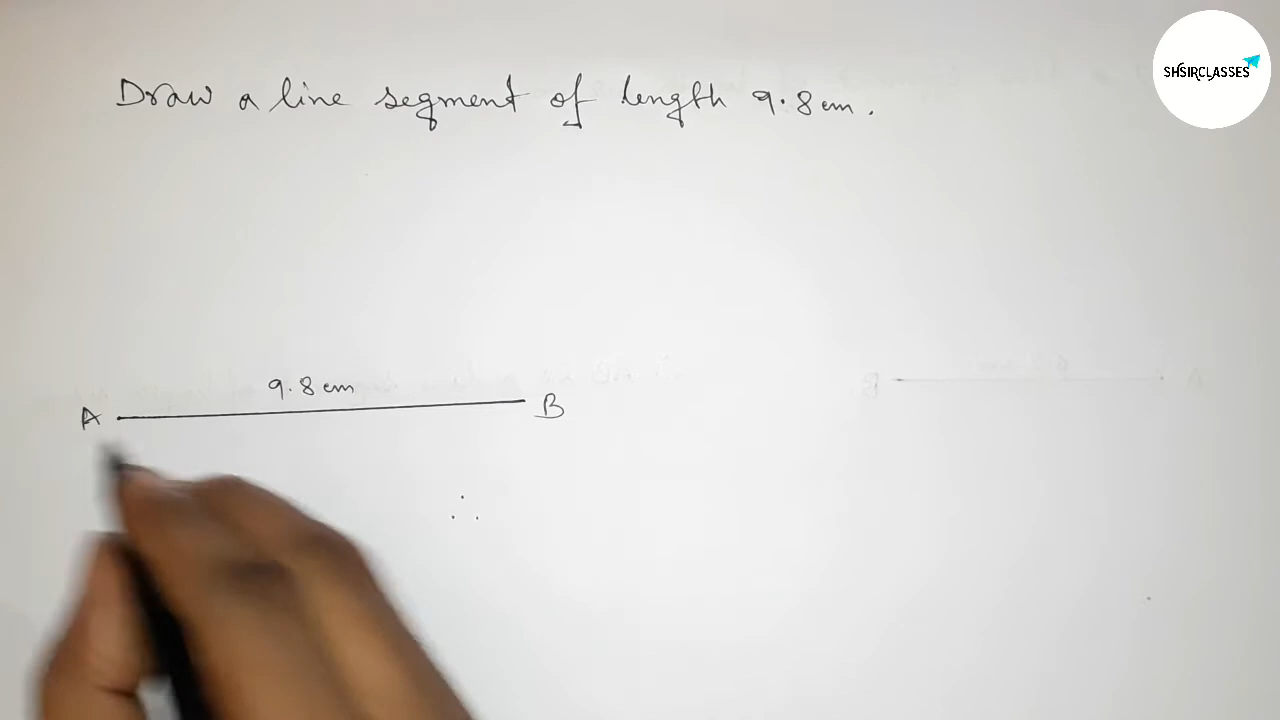 Draw a line segment of length 9.8 cm.
SHSIRCLASSES
9.8 cm
A B
∴